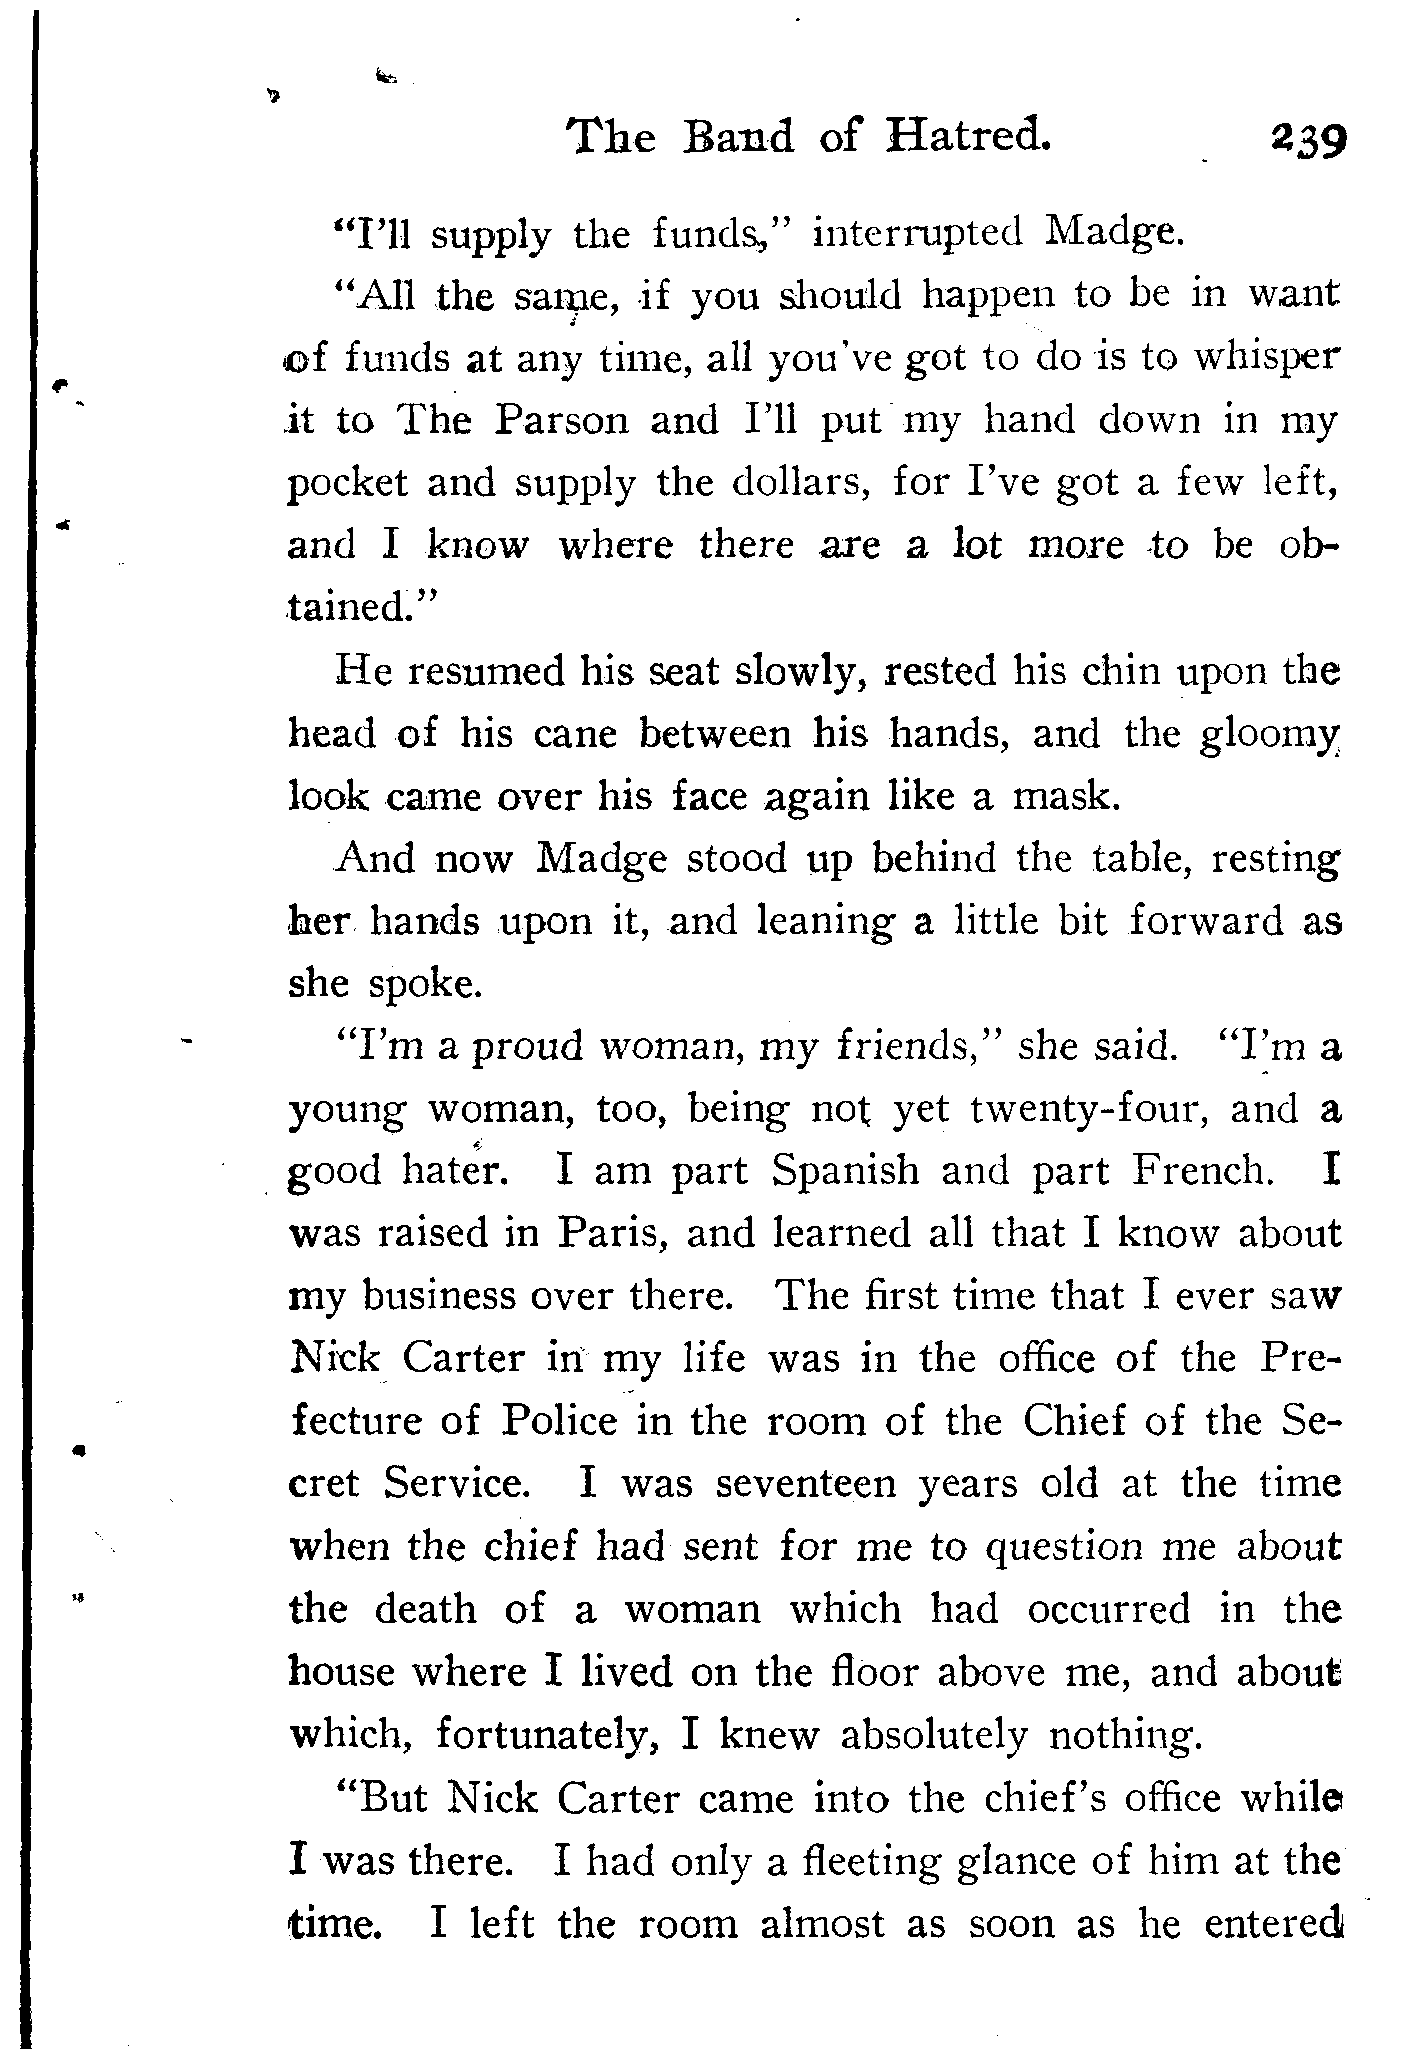 The Band of Hatred. 239
"I'll supply the funds," interrupted Madge.
"All the same, if you should happen to be in want
of funds at any time, all you've got to do is to whisper
it to The Parson and I'll put my hand down in my
pocket and supply the dollars, for I've got a few left,
and I know where there are a lot more to be ob-
tained."
He resumed his seat slowly, rested his chin upon the
head of his cane between his hands, and the gloomy
look came over his face again like a mask.
And now Madge stood up behind the table, resting
her hands upon it, and leaning a little bit forward as
she spoke.
"I'm a proud woman, my friends," she said. "I'm a
young woman, too, being not yet twenty-four, and a
good hater. I am part Spanish and part French. I
was raised in Paris, and learned all that I know about
my business over there. The first time that I ever saw
Nick Carter in my life was in the office of the Pre-
fecture of Police in the room of the Chief of the Se-
cret Service. I was seventeen years old at the time
when the chief had sent for me to question me about
the death of a woman which had occurred in the
house where I lived on the floor above me, and about
which, fortunately, I knew absolutely nothing.
"But Nick Carter came into the chief's office while
I was there. I had only a fleeting glance of him at the
time. I left the room almost as soon as he entered